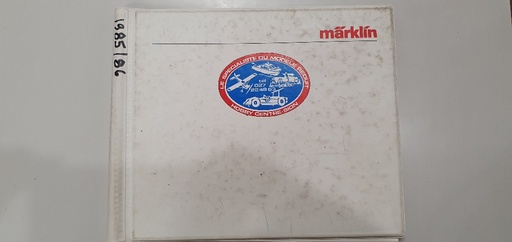 1985/86
märklin
LE SPECIALISTE DU MODELE REDUIT
HOBBY CENTRE SION